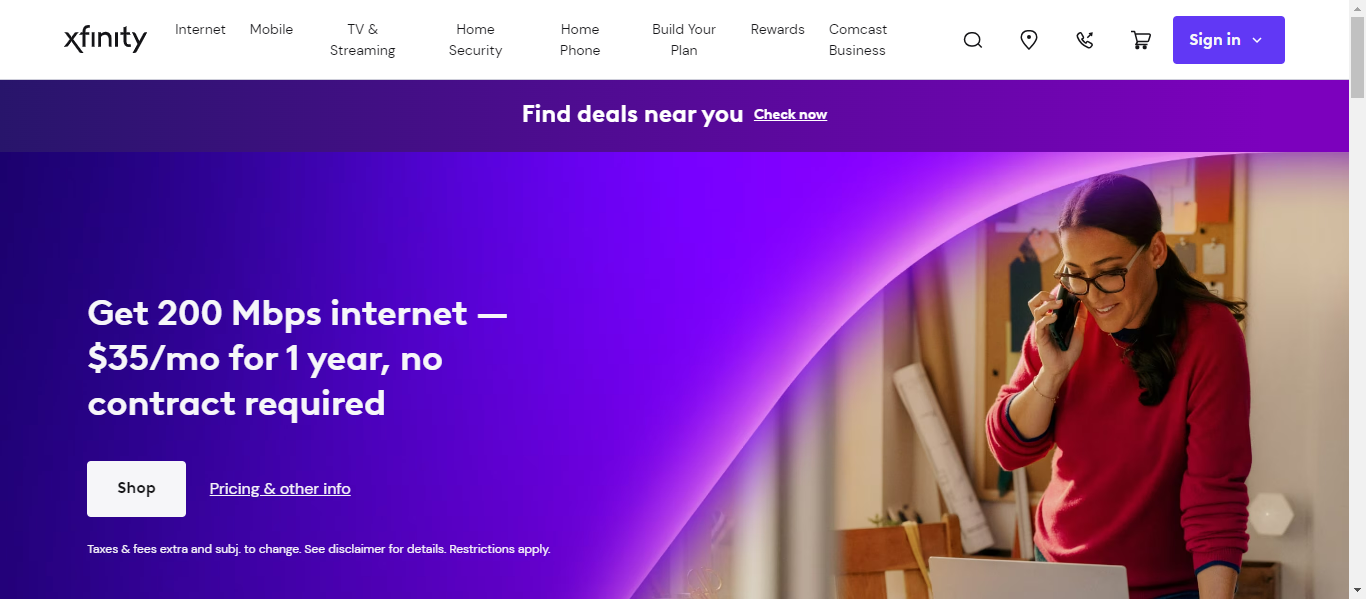 xfinity
Internet
Mobile
TV &
Streaming
Home
Security
Home
Phone
Build Your
Plan
Rewards
Comcast
Business
Sign in
Find deals near you Check now
Get 200 Mbps internet —
$35/mo for 1 year, no
contract required
Shop
Pricing & other info
Taxes & fees extra and subj. to change. See disclaimer for details. Restrictions apply.